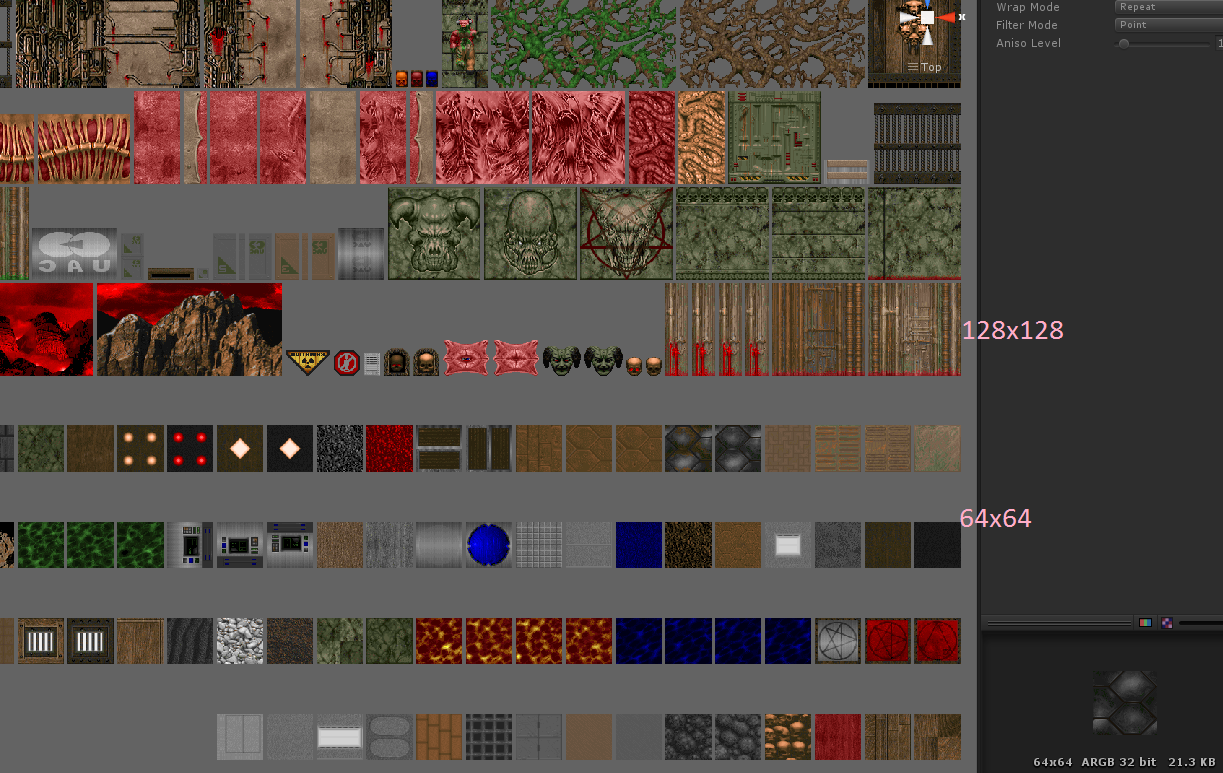 Wrap Mode
Repeat
Filter Mode
Point
Aniso Level
1
x
Top
UAC
128x128
64x64
64x64 ARGB 32 bit 21.3 KB